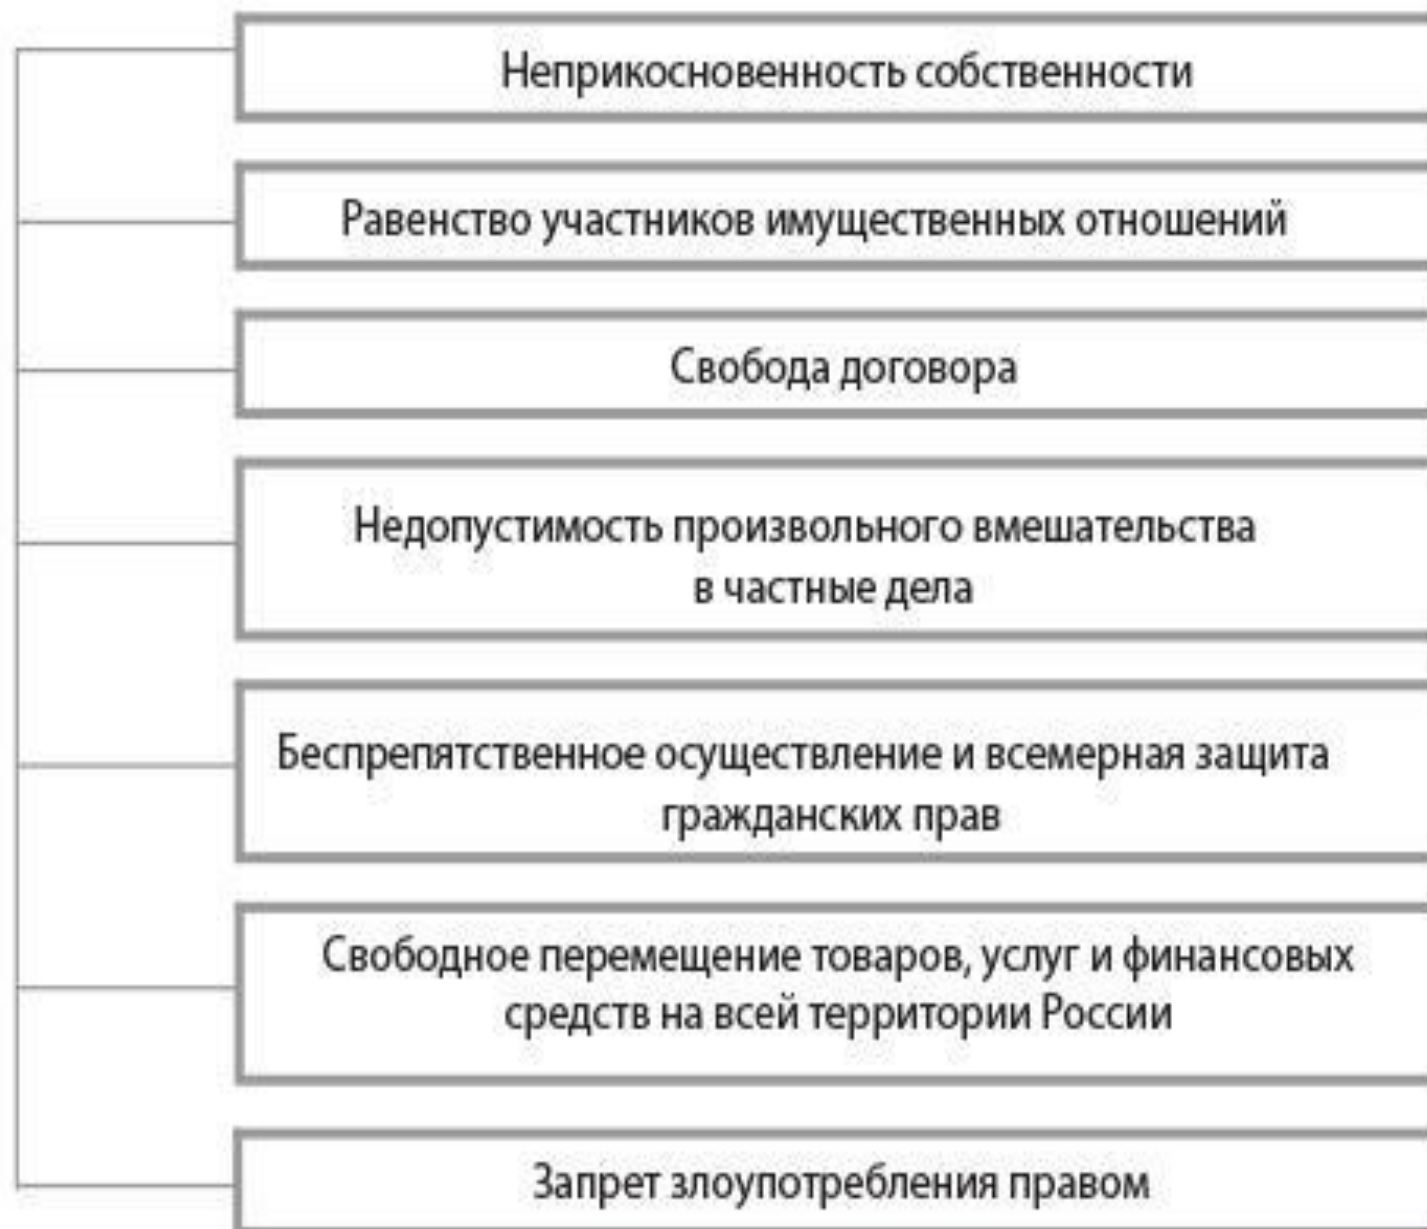 Неприкосновенность собственности
Равенство участников имущественных отношений
Свобода договора
Недопустимость произвольного вмешательства
в частные дела
Беспрепятственное осуществление и всемерная защита
гражданских прав
Свободное перемещение товаров, услуг и финансовых
средств на всей территории России
Запрет злоупотребления правом